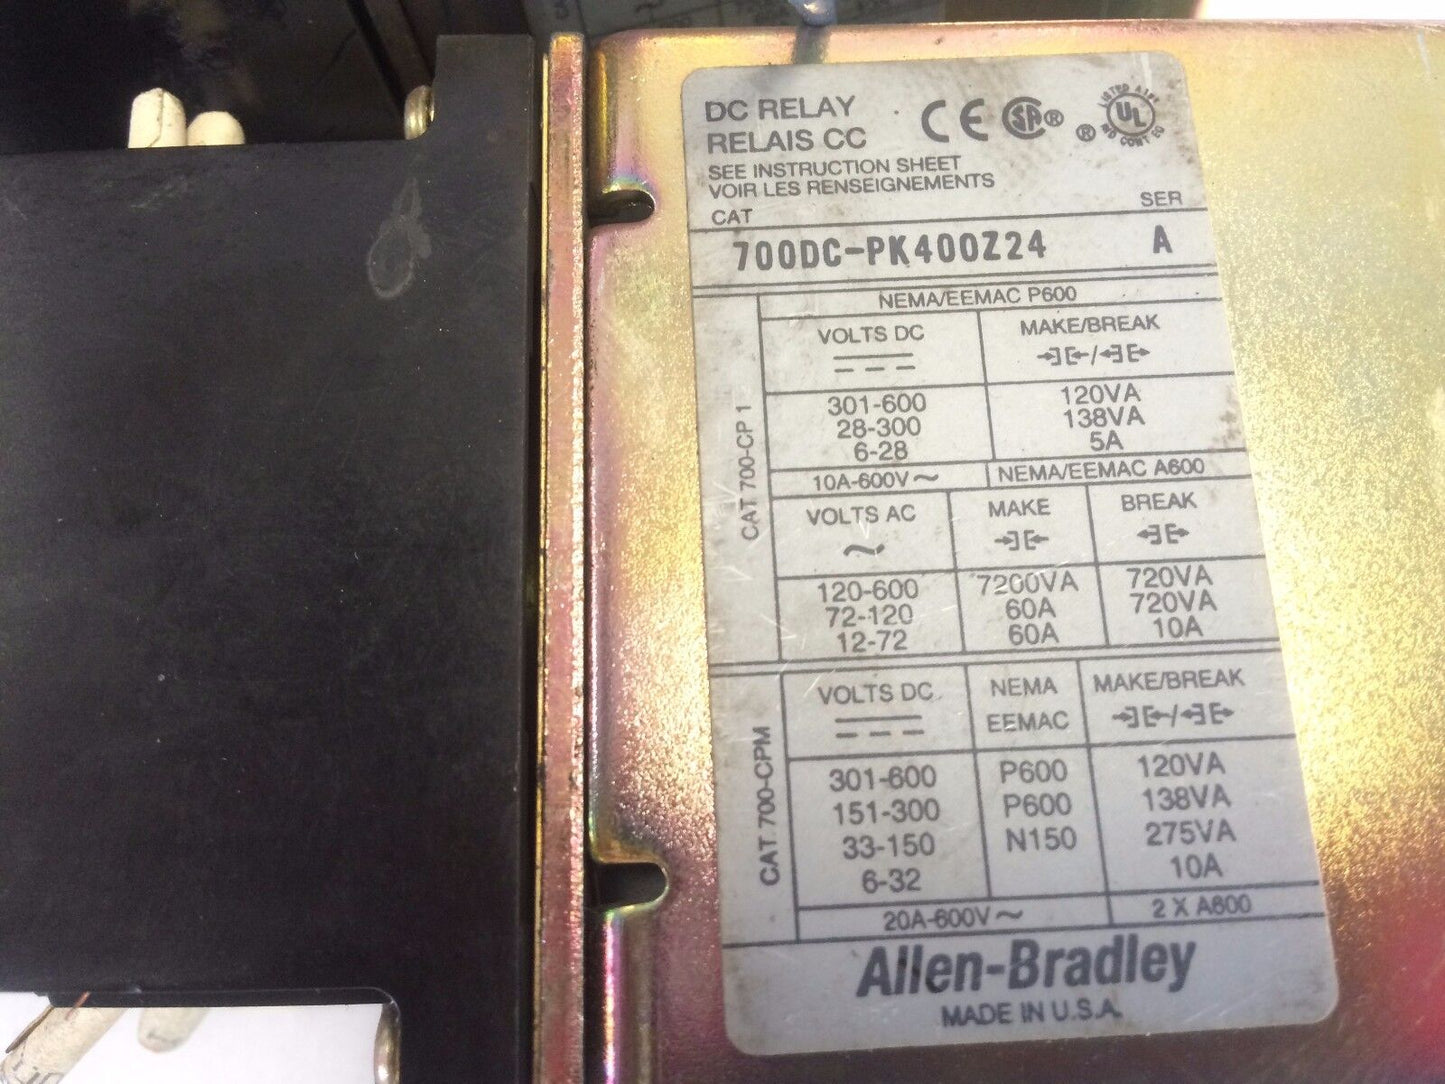 DC RELAY
RELAIS CC
CE SA® ® LISTED UL
SEE INSTRUCTION SHEET
VOIR LES RENSEIGNEMENTS
CAT SER
700DC-PK400Z24 A
NEMA/EEMAC P600
VOLTS DC MAKE/BREAK
301-600 120VA
28-300 138VA
6-28 5A
CAT 700-CP 1
10A-600V~ NEMA/EEMAC A600
VOLTS AC MAKE BREAK
~
120-600 7200VA 720VA
72-120 60A 720VA
12-72 60A 10A
VOLTS DC NEMA MAKE/BREAK
EEMAC
301-600 P600 120VA
151-300 P600 138VA
33-150 N150 275VA
6-32 10A
CAT 700-CPM
20A-600V~ 2 X A600
Allen-Bradley
MADE IN U.S.A.